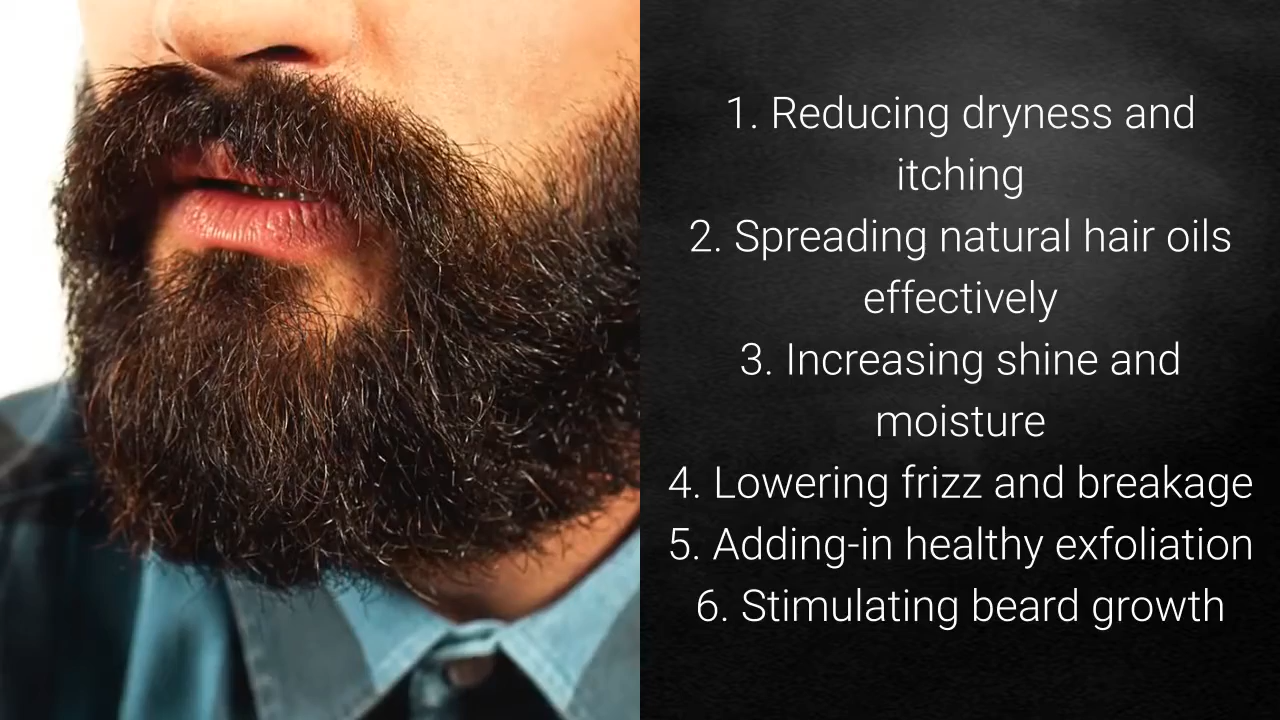 1. Reducing dryness and
itching
2. Spreading natural hair oils
effectively
3. Increasing shine and
moisture
4. Lowering frizz and breakage
5. Adding-in healthy exfoliation
6. Stimulating beard growth